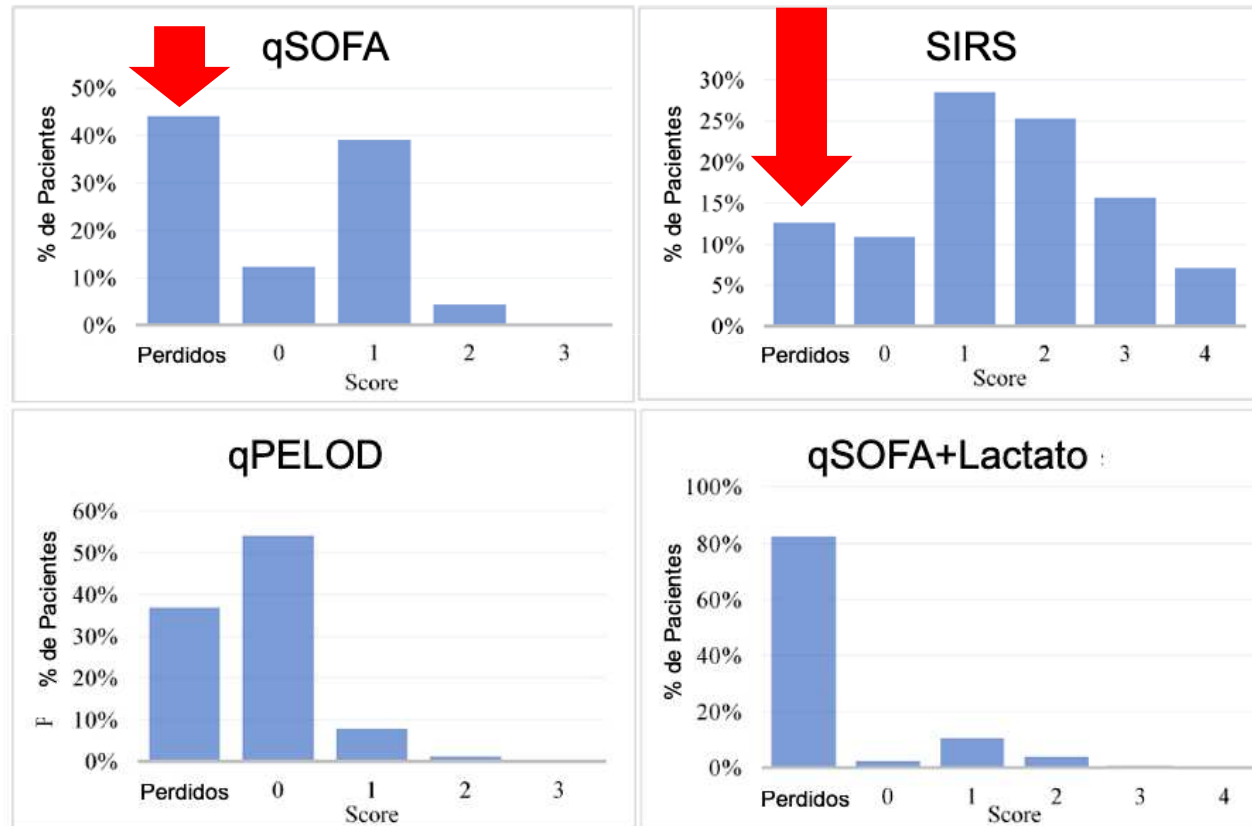 qSOFA
% de Pacientes
50%
40%
30%
20%
10%
0%
Perdidos 0 1 2 3
Score
SIRS
% de Pacientes
30%
25%
20%
15%
10%
5%
0%
Perdidos 0 1 2 3 4
Score
qPELOD
% de Pacientes
60%
50%
40%
30%
20%
10%
0%
Perdidos 0 1 2 3
Score
qSOFA+Lactato :
% de Pacientes
100%
80%
60%
40%
20%
0%
Perdidos 0 1 2 3 4
Score